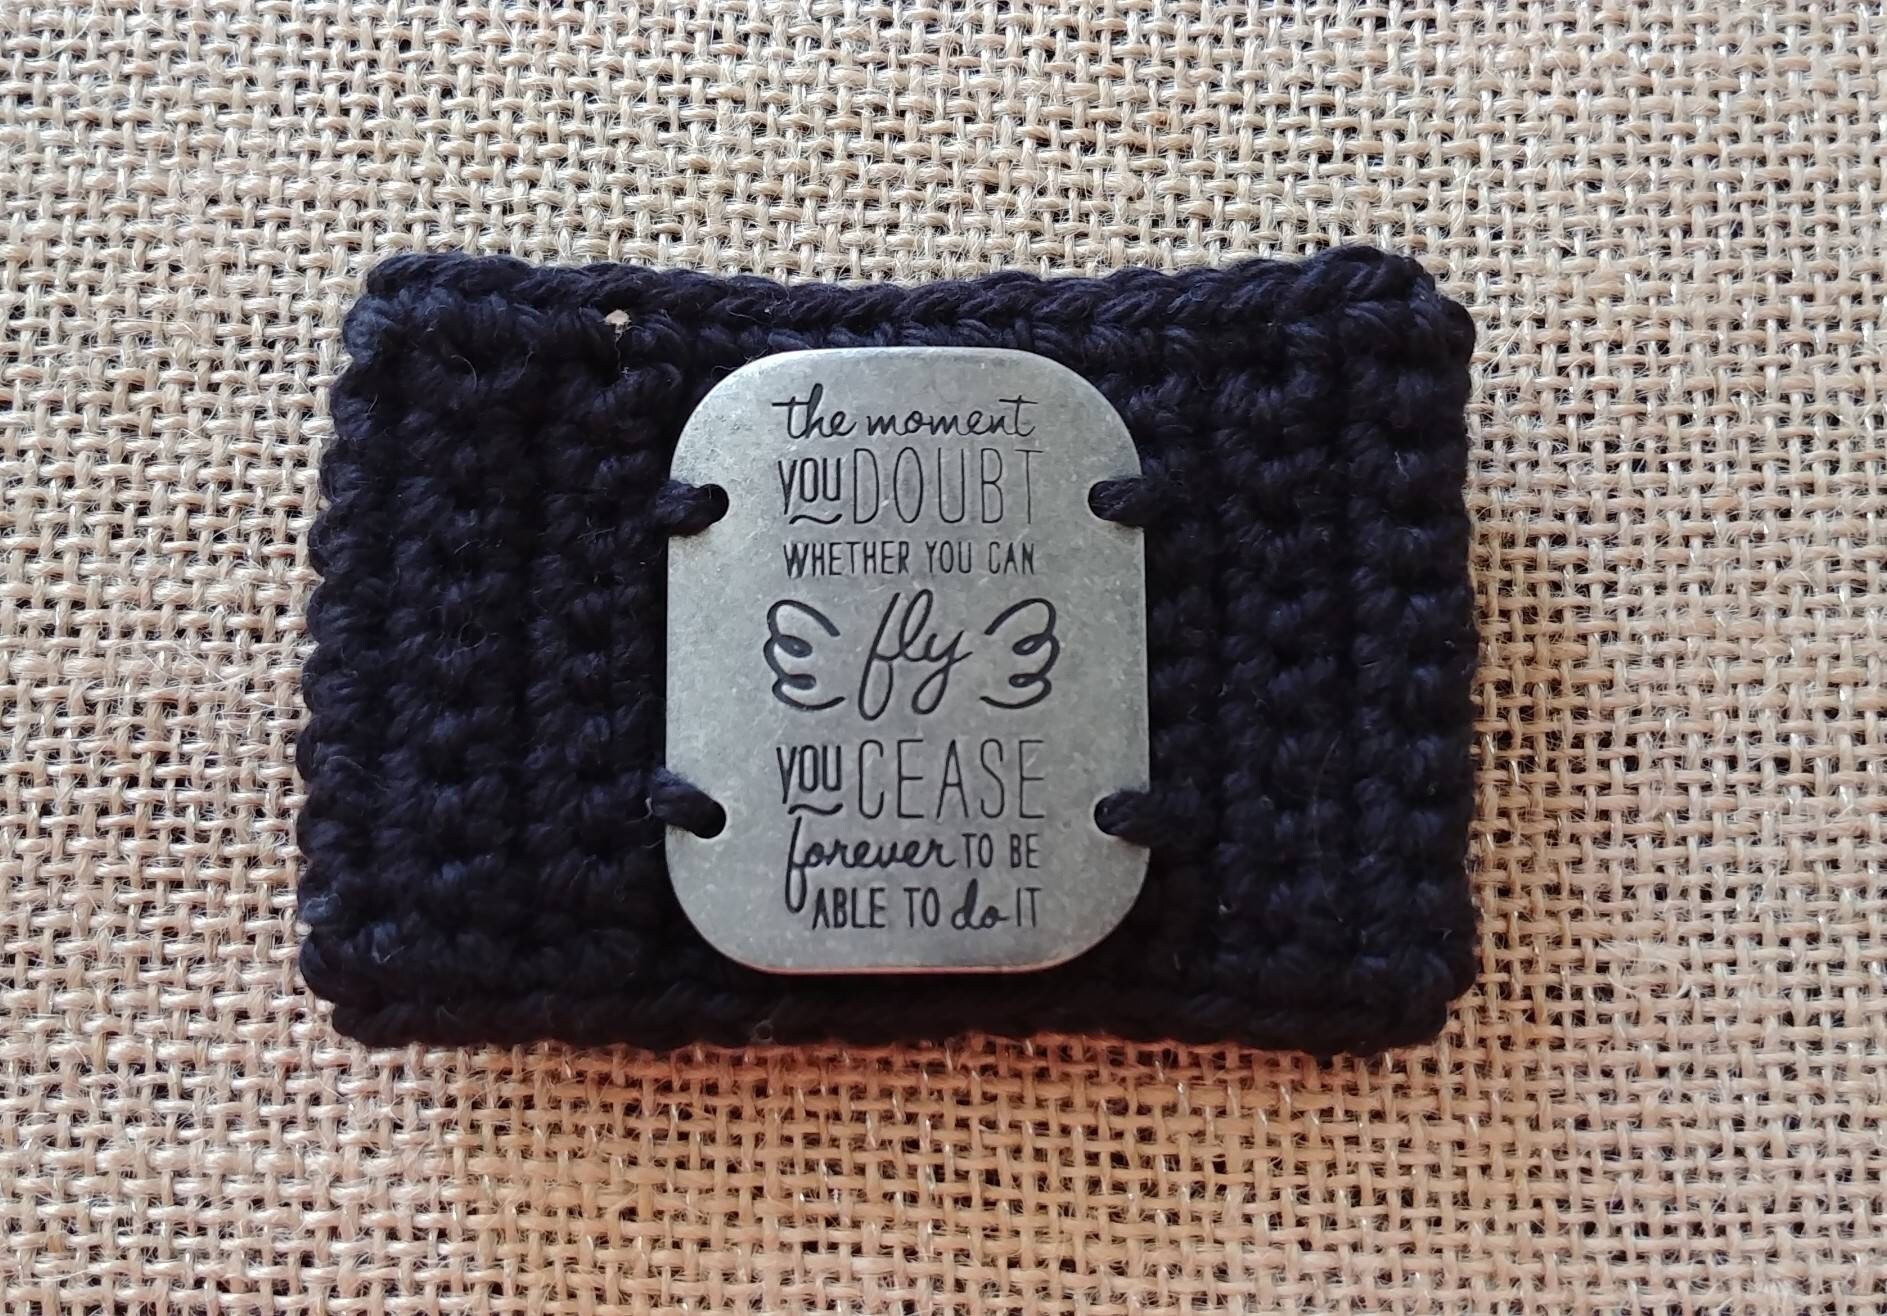 the moment
you DOUBT
WHETHER YOU CAN
fly
you CEASE
forever TO BE
ABLE TO do IT